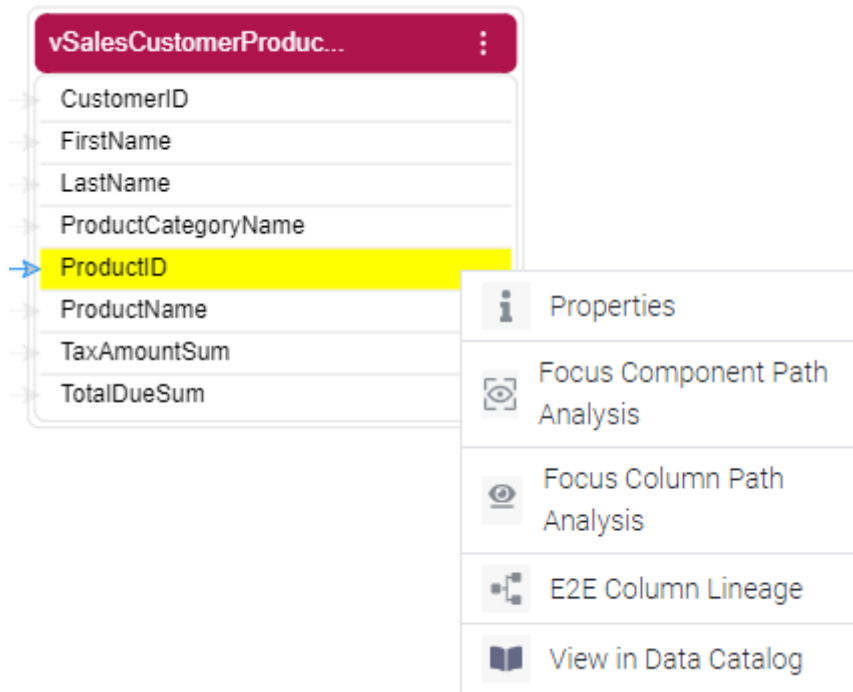 vSalesCustomerProduc...
CustomerID
FirstName
LastName
ProductCategoryName
ProductID
ProductName
TaxAmountSum
TotalDueSum
Properties
Focus Component Path
Analysis
Focus Column Path
Analysis
E2E Column Lineage
View in Data Catalog